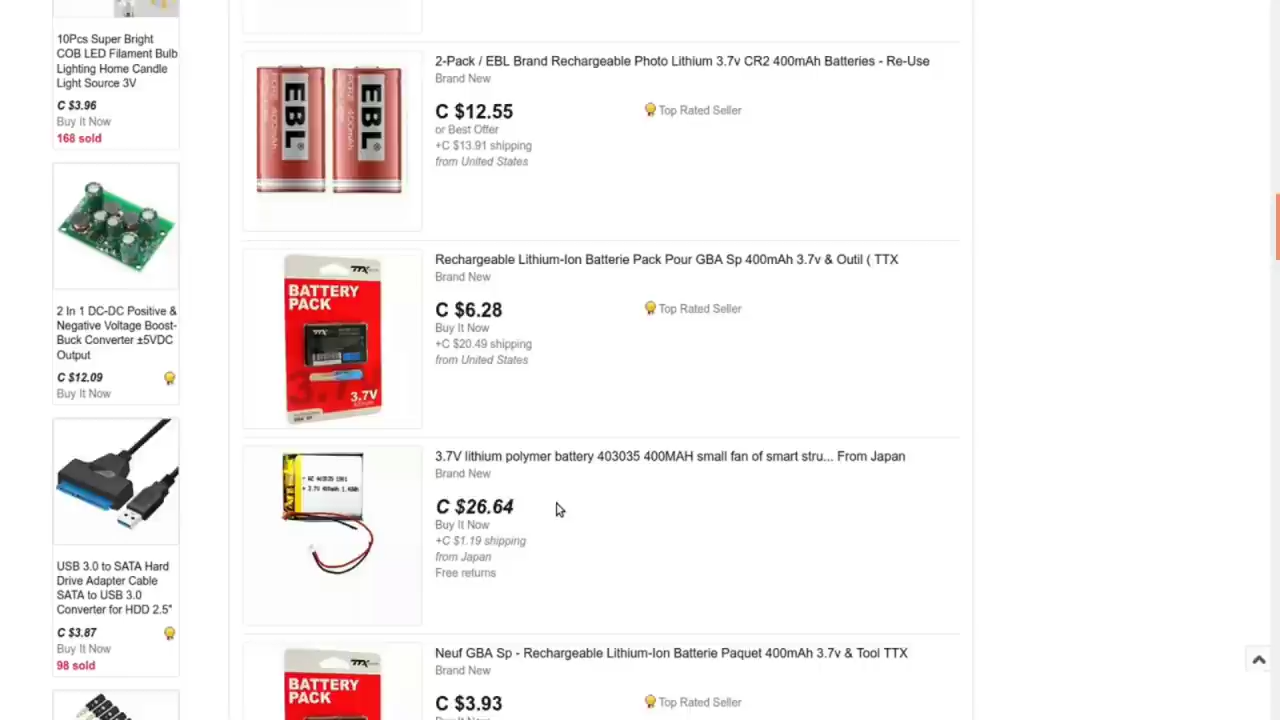 10Pcs Super Bright
COB LED Filament Bulb
Lighting Home Candle
Light Source 3V
C $3.96
Buy It Now
168 sold
2 In 1 DC-DC Positive &
Negative Voltage Boost-
Buck Converter ±5VDC
Output
C $12.09
Buy It Now
USB 3.0 to SATA Hard
Drive Adapter Cable
SATA to USB 3.0
Converter for HDD 2.5"
C $3.87
Buy It Now
98 sold
2-Pack / EBL Brand Rechargeable Photo Lithium 3.7v CR2 400mAh Batteries - Re-Use
Brand New
C $12.55
or Best Offer
+C $13.91 shipping
from United States
Top Rated Seller
EBL
EBL
Rechargeable Lithium-Ion Batterie Pack Pour GBA Sp 400mAh 3.7v & Outil ( TTX
Brand New
C $6.28
Buy It Now
+C $20.49 shipping
from United States
Top Rated Seller
TTX
BATTERY
PACK
3.7V
3.7V lithium polymer battery 403035 400MAH small fan of smart stru... From Japan
Brand New
C $26.64
Buy It Now
+C $1.19 shipping
from Japan
Free returns
Neuf GBA Sp - Rechargeable Lithium-Ion Batterie Paquet 400mAh 3.7v & Tool TTX
Brand New
C $3.93
Top Rated Seller
TTX
BATTERY
PACK